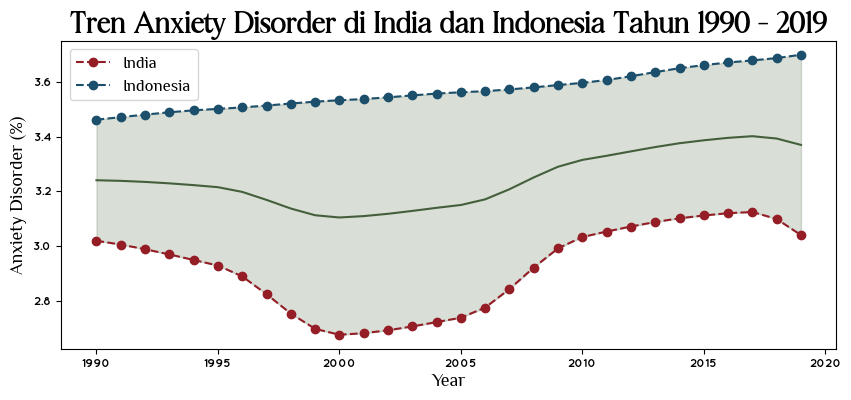 Tren Anxiety Disorder di India dan Indonesia Tahun 1990 - 2019
India
Indonesia
Anxiety Disorder (%)
3.6
3.4
3.2
3.0
2.8
1990 1995 2000 2005 2010 2015 2020
Year